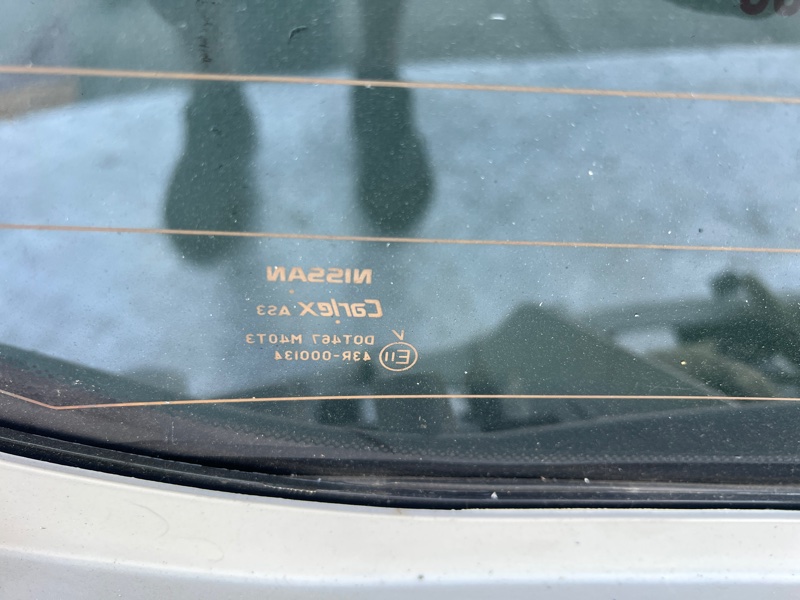 NISSAN
Carlex AS3
DOT467 M40T3
43R-000134
V
E11